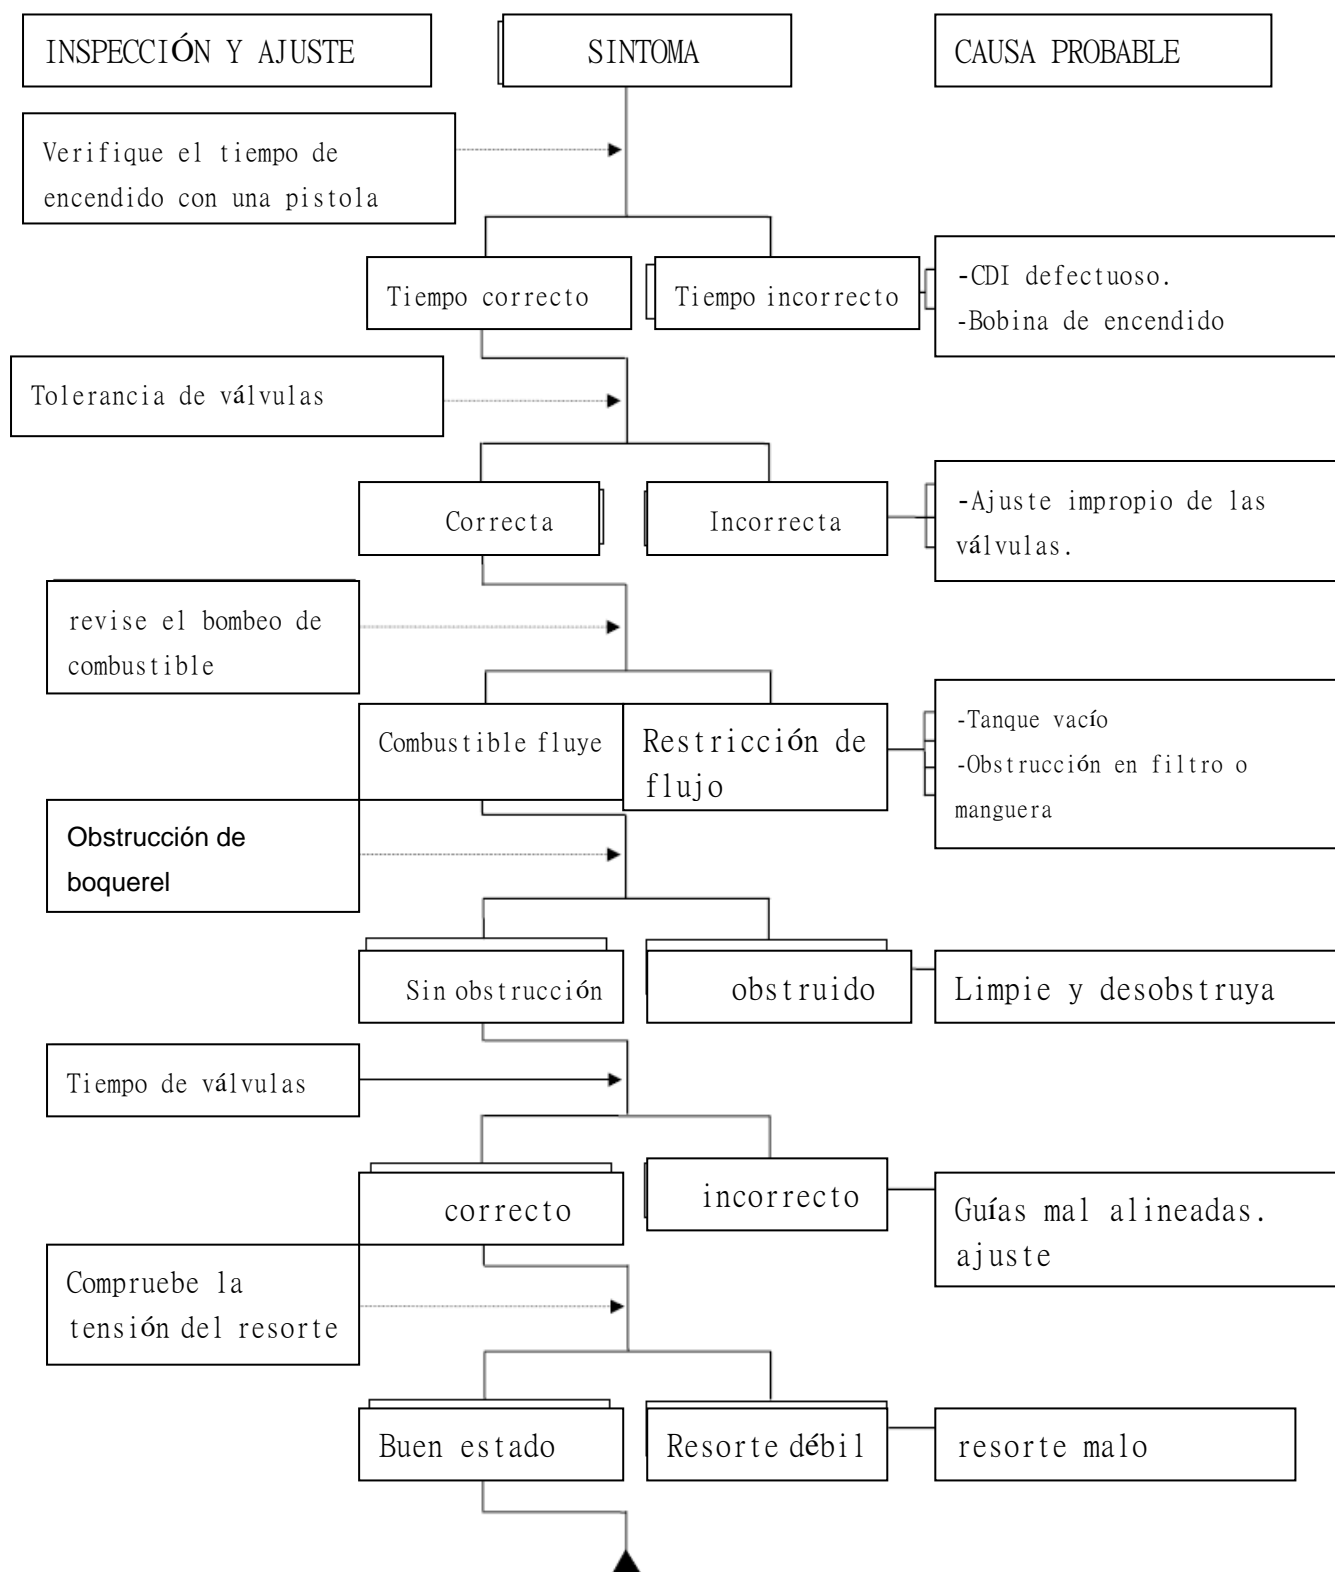 INSPECCIÓN Y AJUSTE
SINTOMA
CAUSA PROBABLE
Verifique el tiempo de
encendido con una pistola
Tiempo correcto
Tiempo incorrecto
-CDI defectuoso.
-Bobina de encendido
Tolerancia de válvulas
Correcta
Incorrecta
-Ajuste impropio de las
válvulas.
revise el bombeo de
combustible
Combustible fluye
Restricción de
flujo
-Tanque vacío
-Obstrucción en filtro o
manguera
Obstrucción de
boquerel
Sin obstrucción
obstruido
Limpie y desobstruya
Tiempo de válvulas
correcto
incorrecto
Guías mal alineadas.
ajuste
Compruebe la
tensión del resorte
Buen estado
Resorte débil
resorte malo